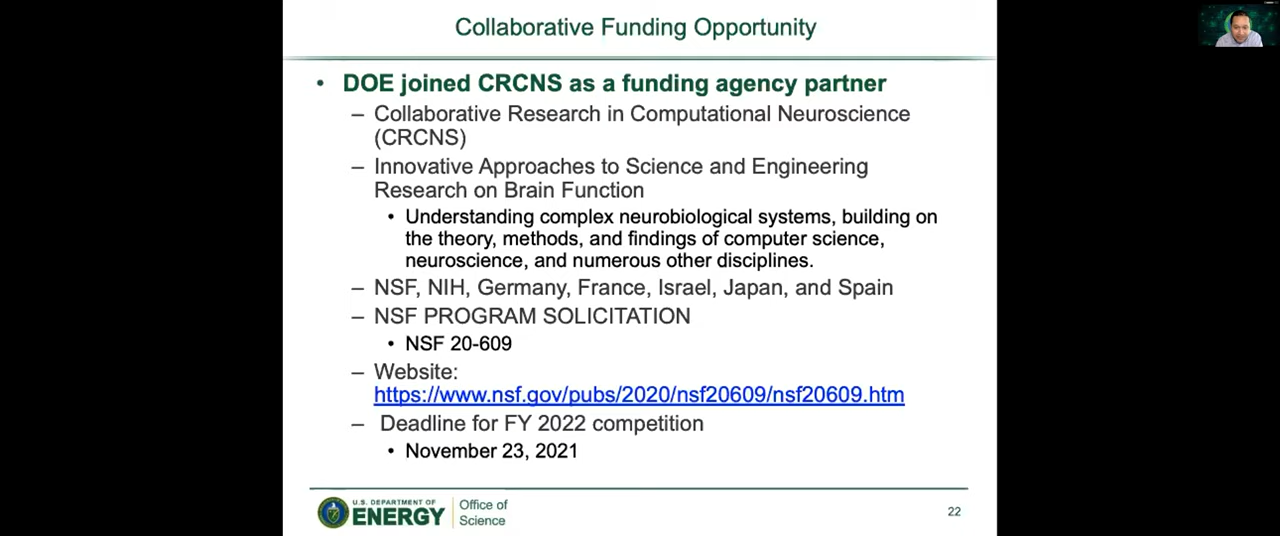 Collaborative Funding Opportunity
• DOE joined CRCNS as a funding agency partner
– Collaborative Research in Computational Neuroscience
(CRCNS)
– Innovative Approaches to Science and Engineering
Research on Brain Function
• Understanding complex neurobiological systems, building on
the theory, methods, and findings of computer science,
neuroscience, and numerous other disciplines.
– NSF, NIH, Germany, France, Israel, Japan, and Spain
– NSF PROGRAM SOLICITATION
• NSF 20-609
– Website:
https://www.nsf.gov/pubs/2020/nsf20609/nsf20609.htm
– Deadline for FY 2022 competition
• November 23, 2021
U.S. DEPARTMENT OF
ENERGY
Office of
Science
22